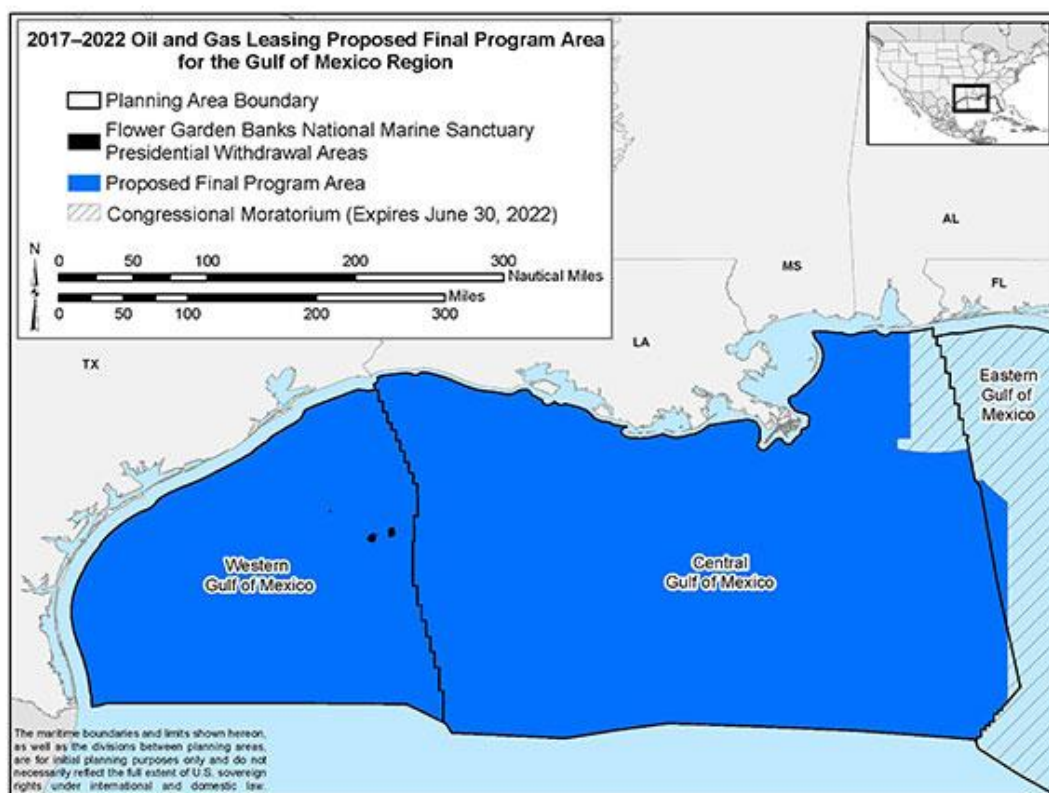 2017–2022 Oil and Gas Leasing Proposed Final Program Area
for the Gulf of Mexico Region
Planning Area Boundary
Flower Garden Banks National Marine Sanctuary
Presidential Withdrawal Areas
Proposed Final Program Area
Congressional Moratorium (Expires June 30, 2022)
N
0 50 100 200 300
Nautical Miles
Miles
0 50 100 200 300
AL
MS
FL
LA
TX
Eastern
Gulf of
Mexico
Western
Gulf of Mexico
Central
Gulf of Mexico
The maritime boundaries and limits shown hereon,
as well as the divisions between planning areas,
are for initial planning purposes only and do not
necessarily reflect the full extent of U.S. sovereign
rights under international and domestic law.